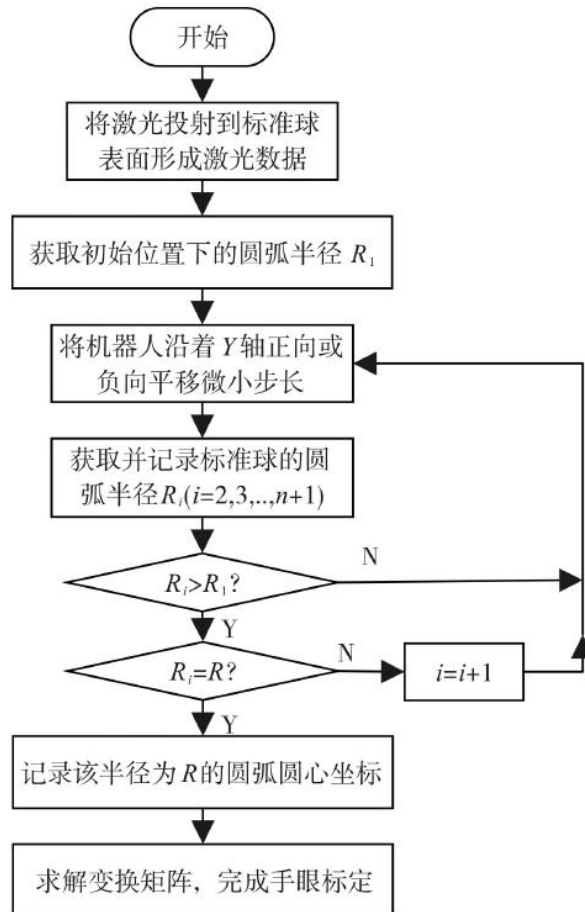 开始
将激光投射到标准球
表面形成激光数据
获取初始位置下的圆弧半径 R₁
将机器人沿着 Y 轴正向或
负向平移微小步长
获取并记录标准球的圆
弧半径 Rᵢ(i=2,3,..,n+1)
Rᵢ>R₁?
N
Y
Rᵢ=R?
N
i=i+1
Y
记录该半径为 R 的圆弧圆心坐标
求解变换矩阵，完成手眼标定